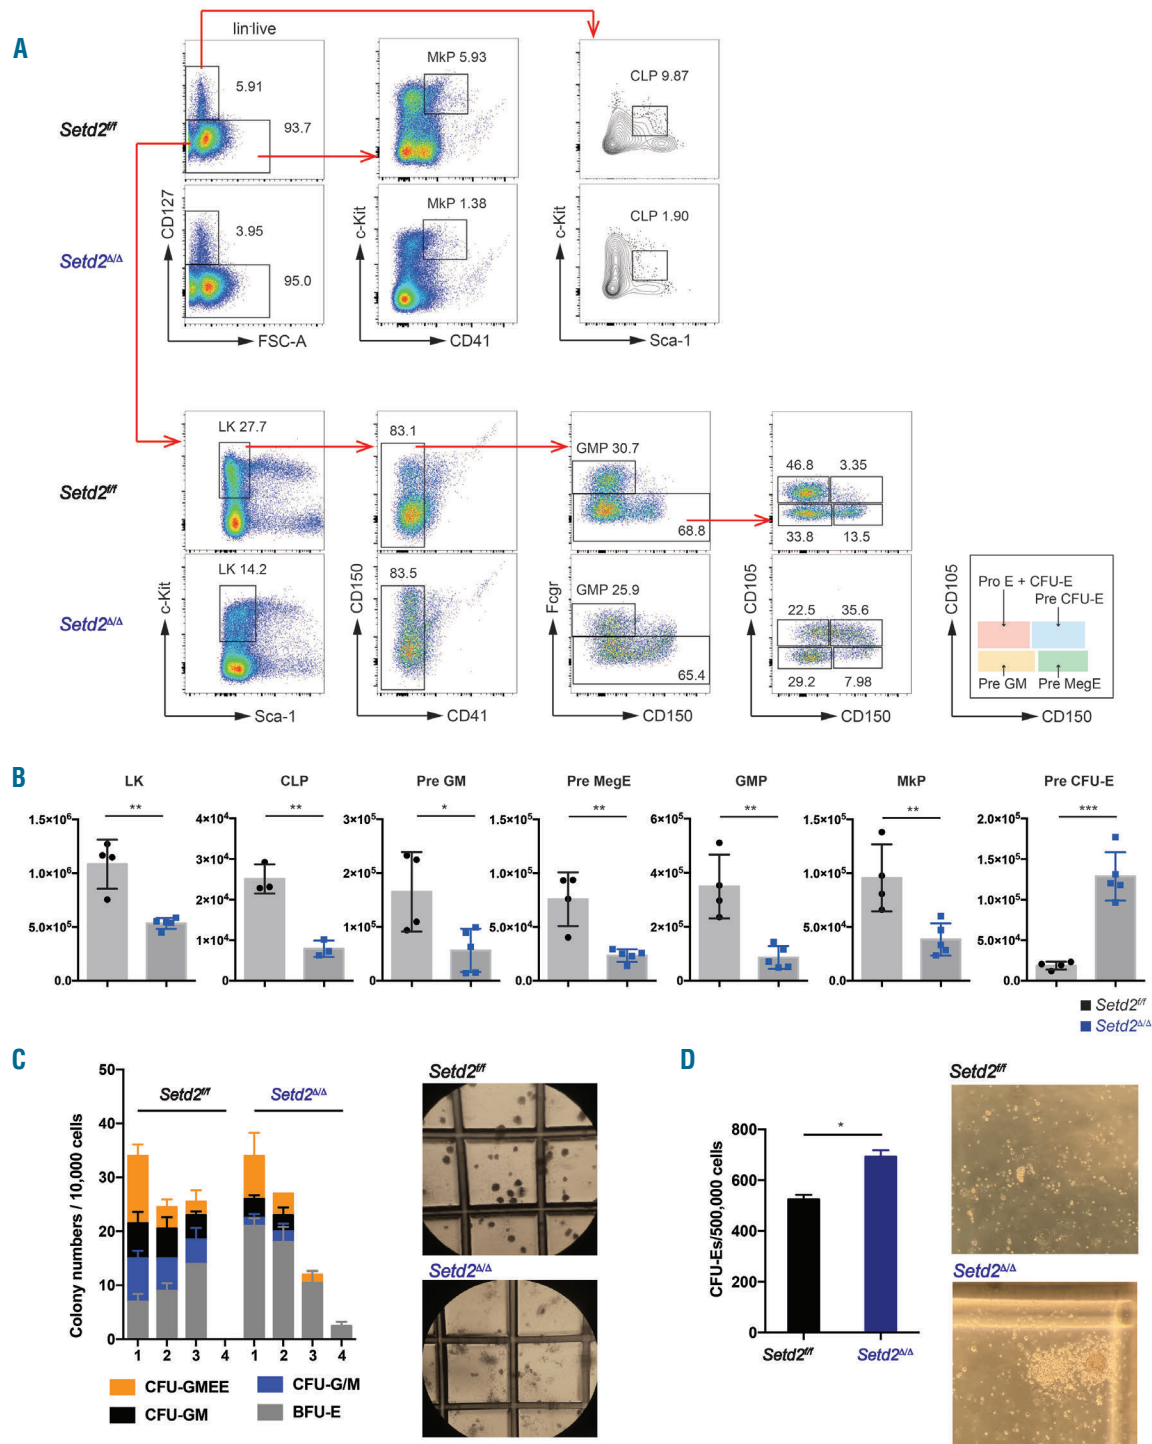 A
lin-live
5.91
93.7
MkP 5.93
CLP 9.87
Setd2f/f
CD127
3.95
95.0
c-Kit
MkP 1.38
c-Kit
CLP 1.90
Setd2Δ/Δ
FSC-A
CD41
Sca-1
LK 27.7
83.1
GMP 30.7
68.8
46.8
3.35
33.8
13.5
Setd2f/f
c-Kit
LK 14.2
CD150
83.5
Fcgr
GMP 25.9
65.4
CD105
22.5
35.6
29.2
7.98
CD105
Pro E + CFU-E
Pre CFU-E
Pre GM
Pre MegE
Setd2Δ/Δ
Sca-1
CD41
CD150
CD150
CD150
B
LK
CLP
Pre GM
Pre MegE
GMP
MkP
Pre CFU-E
**
**
*
**
**
**
***
1.5×10⁶
1.0×10⁶
5.0×10⁵
0.0
4×10⁴
3×10⁴
2×10⁴
1×10⁴
0
3×10⁵
2×10⁵
1×10⁵
0
1.5×10⁵
1.0×10⁵
5.0×10⁴
0.0
6×10⁵
4×10⁵
2×10⁵
0
1.5×10⁵
1.0×10⁵
5.0×10⁴
0.0
2.0×10⁵
1.5×10⁵
1.0×10⁵
5.0×10⁴
0.0
Setd2f/f
Setd2Δ/Δ
C
Colony numbers / 10,000 cells
50
40
30
20
10
0
Setd2f/f
Setd2Δ/Δ
1 2 3 4 1 2 3 4
CFU-GMEE
CFU-G/M
CFU-GM
BFU-E
Setd2f/f
Setd2Δ/Δ
D
CFU-Es/500,000 cells
800
600
400
200
0
*
Setd2f/f
Setd2Δ/Δ
Setd2f/f
Setd2Δ/Δ